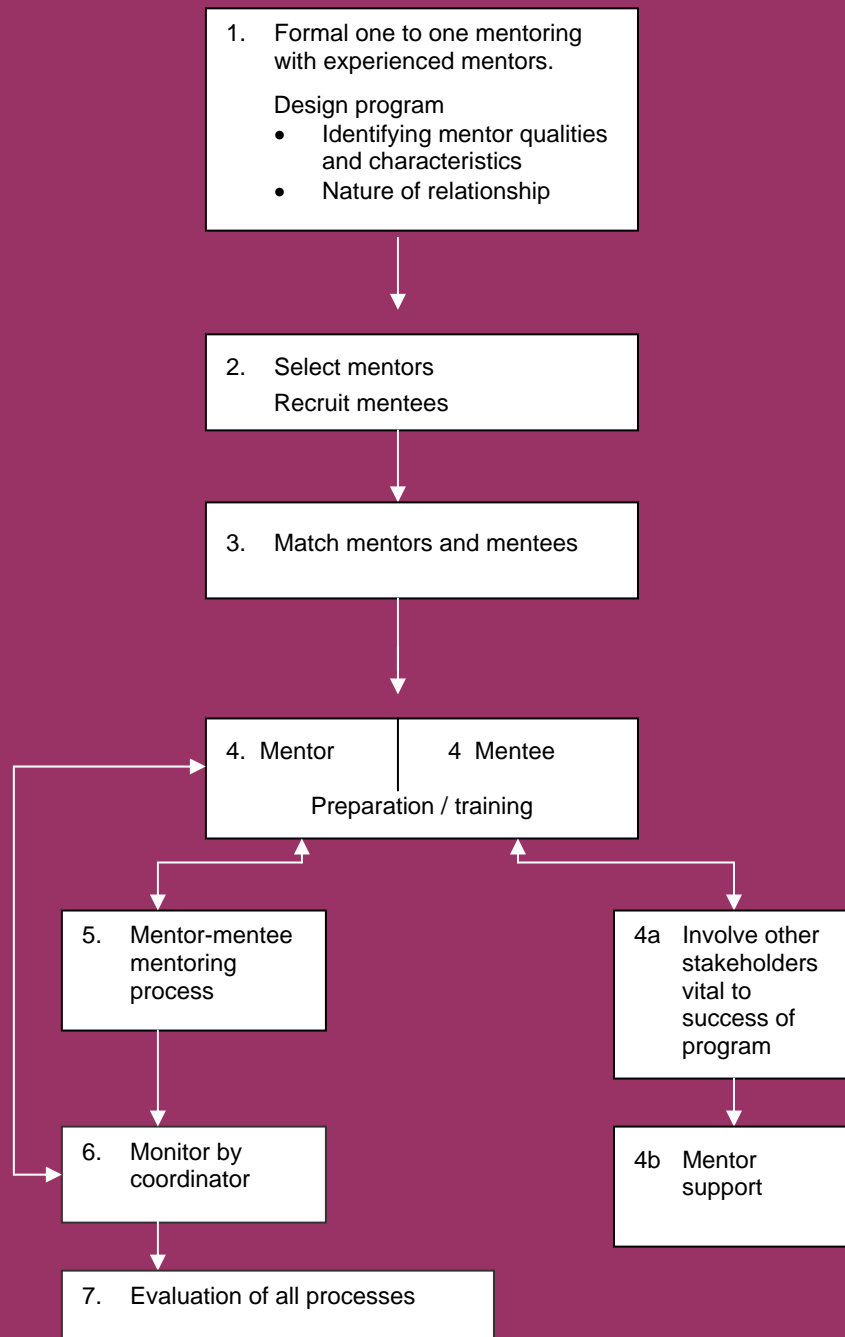 1. Formal one to one mentoring
with experienced mentors.
Design program
• Identifying mentor qualities
and characteristics
• Nature of relationship
2. Select mentors
Recruit mentees
3. Match mentors and mentees
4. Mentor 4 Mentee
Preparation / training
5. Mentor-mentee
mentoring
process
4a Involve other
stakeholders
vital to
success of
program
6. Monitor by
coordinator
4b Mentor
support
7. Evaluation of all processes